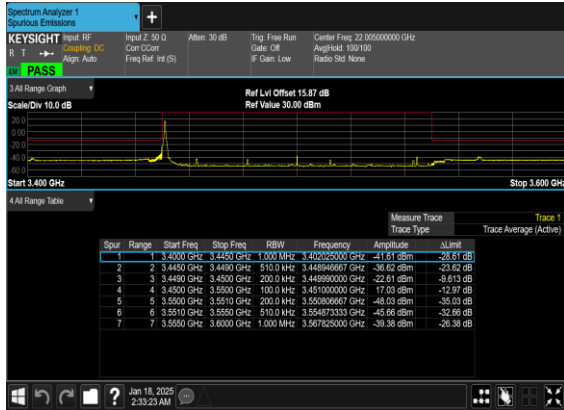 Spectrum Analyzer 1
Spurious Emissions
KEYSIGHT Input: RF Input Z: 50 Ω Atten: 30 dB Trig: Free Run Center Freq: 22.005000000 GHz
R T Coupling: DC Corr CCorr Gate: Off Avg|Hold: 100/100
Align: Auto Freq Ref: Int (S) IF Gain: Low Radio Std: None
PASS
3 All Range Graph
Ref Lvl Offset 15.87 dB
Scale/Div 10.0 dB Ref Value 30.00 dBm
20.0
0.00
-20.0
-40.0
-60.0
Start 3.400 GHz Stop 3.600 GHz
4 All Range Table
Measure Trace Trace 1
Trace Type Trace Average (Active)
Spur Range Start Freq Stop Freq RBW Frequency Amplitude ΔLimit
1 1 3.4000 GHz 3.4450 GHz 1.000 MHz 3.402025000 GHz -41.61 dBm -28.61 dB
2 2 3.4450 GHz 3.4490 GHz 510.0 kHz 3.448946667 GHz -36.62 dBm -23.62 dB
3 3 3.4490 GHz 3.4500 GHz 200.0 kHz 3.449990000 GHz -22.61 dBm -9.613 dB
4 4 3.4500 GHz 3.5500 GHz 100.0 kHz 3.451000000 GHz 17.03 dBm -12.97 dB
5 5 3.5500 GHz 3.5510 GHz 200.0 kHz 3.550806667 GHz -48.03 dBm -35.03 dB
6 6 3.5510 GHz 3.5550 GHz 510.0 kHz 3.554873333 GHz -45.66 dBm -32.66 dB
7 7 3.5550 GHz 3.6000 GHz 1.000 MHz 3.567825000 GHz -39.38 dBm -26.38 dB
Jan 18, 2025
2:33:23 AM